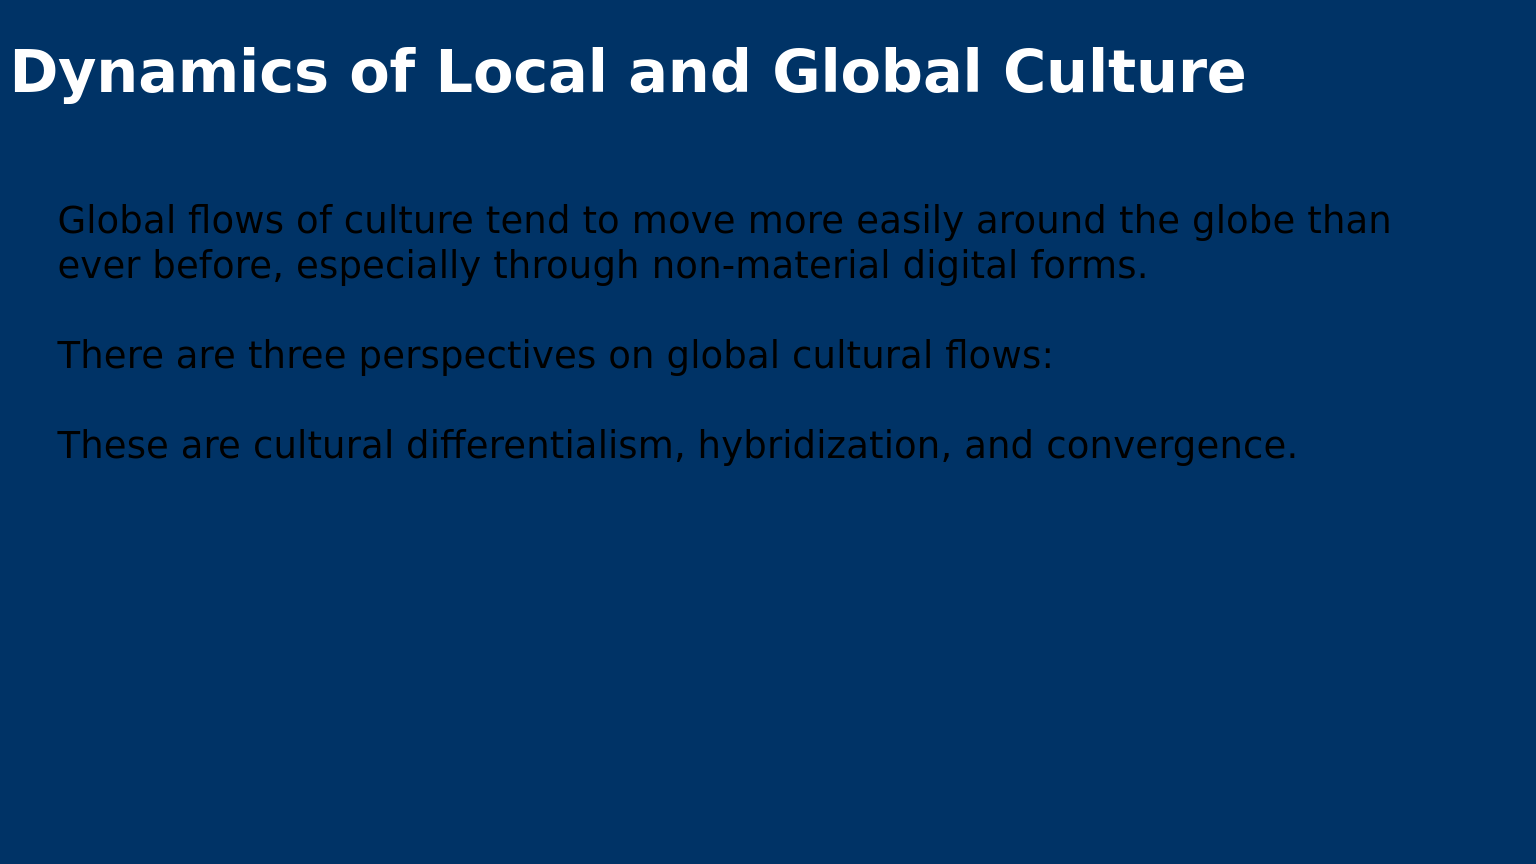 Dynamics of Local and Global Culture
Global flows of culture tend to move more easily around the globe than
ever before, especially through non-material digital forms.
There are three perspectives on global cultural flows:
These are cultural differentialism, hybridization, and convergence.